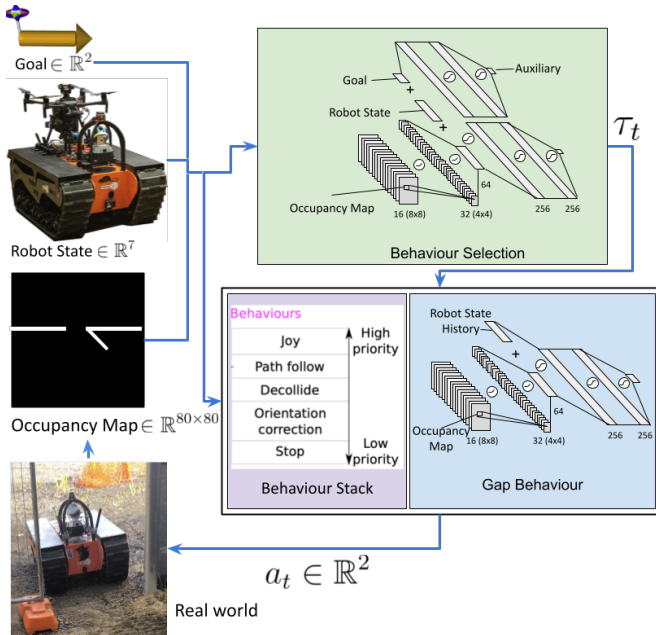 Goal ∈ ℝ²
Robot State ∈ ℝ⁷
Occupancy Map ∈ ℝ⁸⁰ˣ⁸⁰
Real world
Goal
+
Robot State
+
Auxiliary
Occupancy Map
16 (8x8)
32 (4x4)
64
256
256
Behaviour Selection
τₜ
Behaviours
Joy
Path follow
Decollide
Orientation
correction
Stop
High
priority
Low
priority
Behaviour Stack
Robot State
History
+
Occupancy
Map
16 (8x8)
32 (4x4)
64
256
256
Gap Behaviour
aₜ ∈ ℝ²